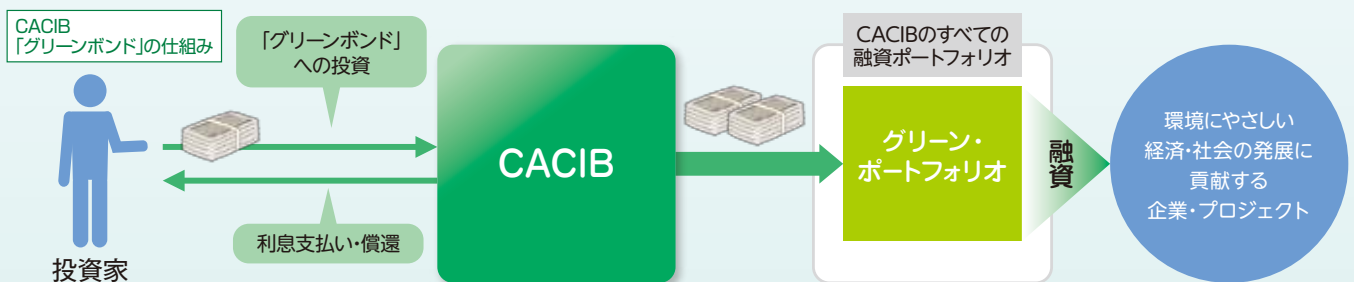 CACIB
「グリーンボンド」の仕組み
投資家
「グリーンボンド」
への投資
利息支払い・償還
CACIB
CACIBのすべての
融資ポートフォリオ
グリーン・
ポートフォリオ
融資
環境にやさしい
経済・社会の発展に
貢献する
企業・プロジェクト